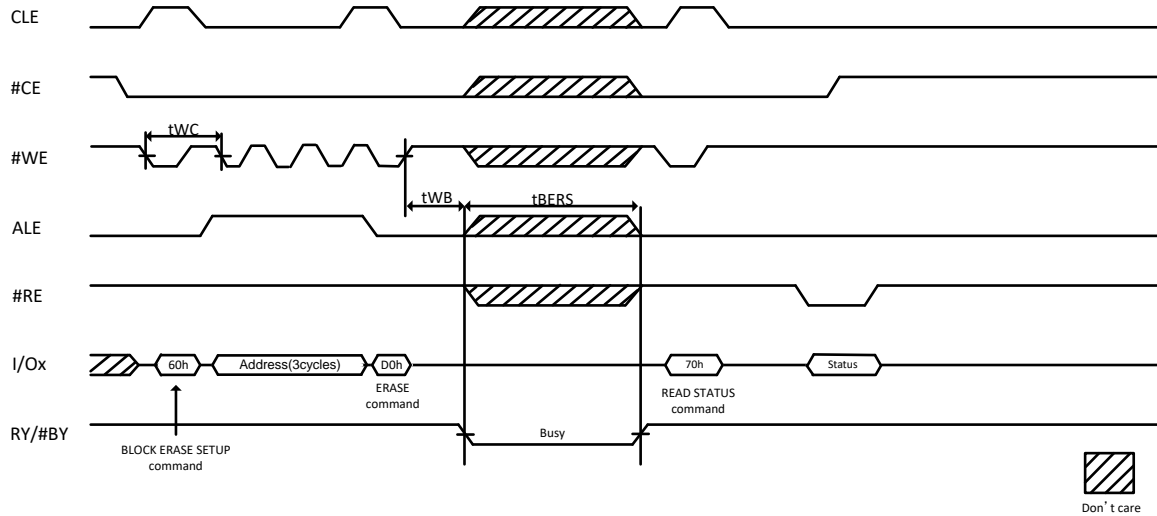 CLE
#CE
tWC
#WE
tWB
tBERS
ALE
#RE
I/Ox
60h
Address(3cycles)
D0h
70h
Status
ERASE
command
READ STATUS
command
RY/#BY
Busy
BLOCK ERASE SETUP
command
Don’t care